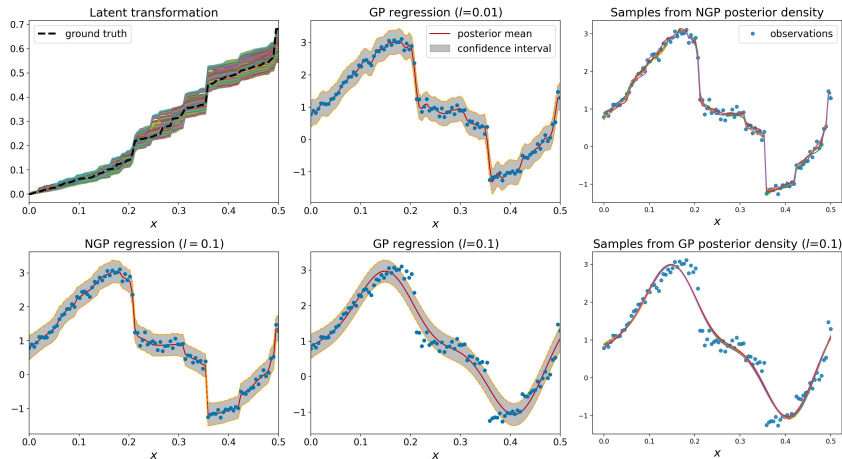 Latent transformation
ground truth
0.7
0.6
0.5
0.4
0.3
0.2
0.1
0.0
0.0 0.1 0.2 0.3 0.4 0.5
x
GP regression (l=0.01)
posterior mean
confidence interval
3
2
1
0
−1
0.0 0.1 0.2 0.3 0.4 0.5
x
Samples from NGP posterior density
observations
3
2
1
0
−1
0.0 0.1 0.2 0.3 0.4 0.5
x
NGP regression (l = 0.1)
3
2
1
0
−1
0.0 0.1 0.2 0.3 0.4 0.5
x
GP regression (l=0.1)
3
2
1
0
−1
0.0 0.1 0.2 0.3 0.4 0.5
x
Samples from GP posterior density (l=0.1)
3
2
1
0
−1
0.0 0.1 0.2 0.3 0.4 0.5
x